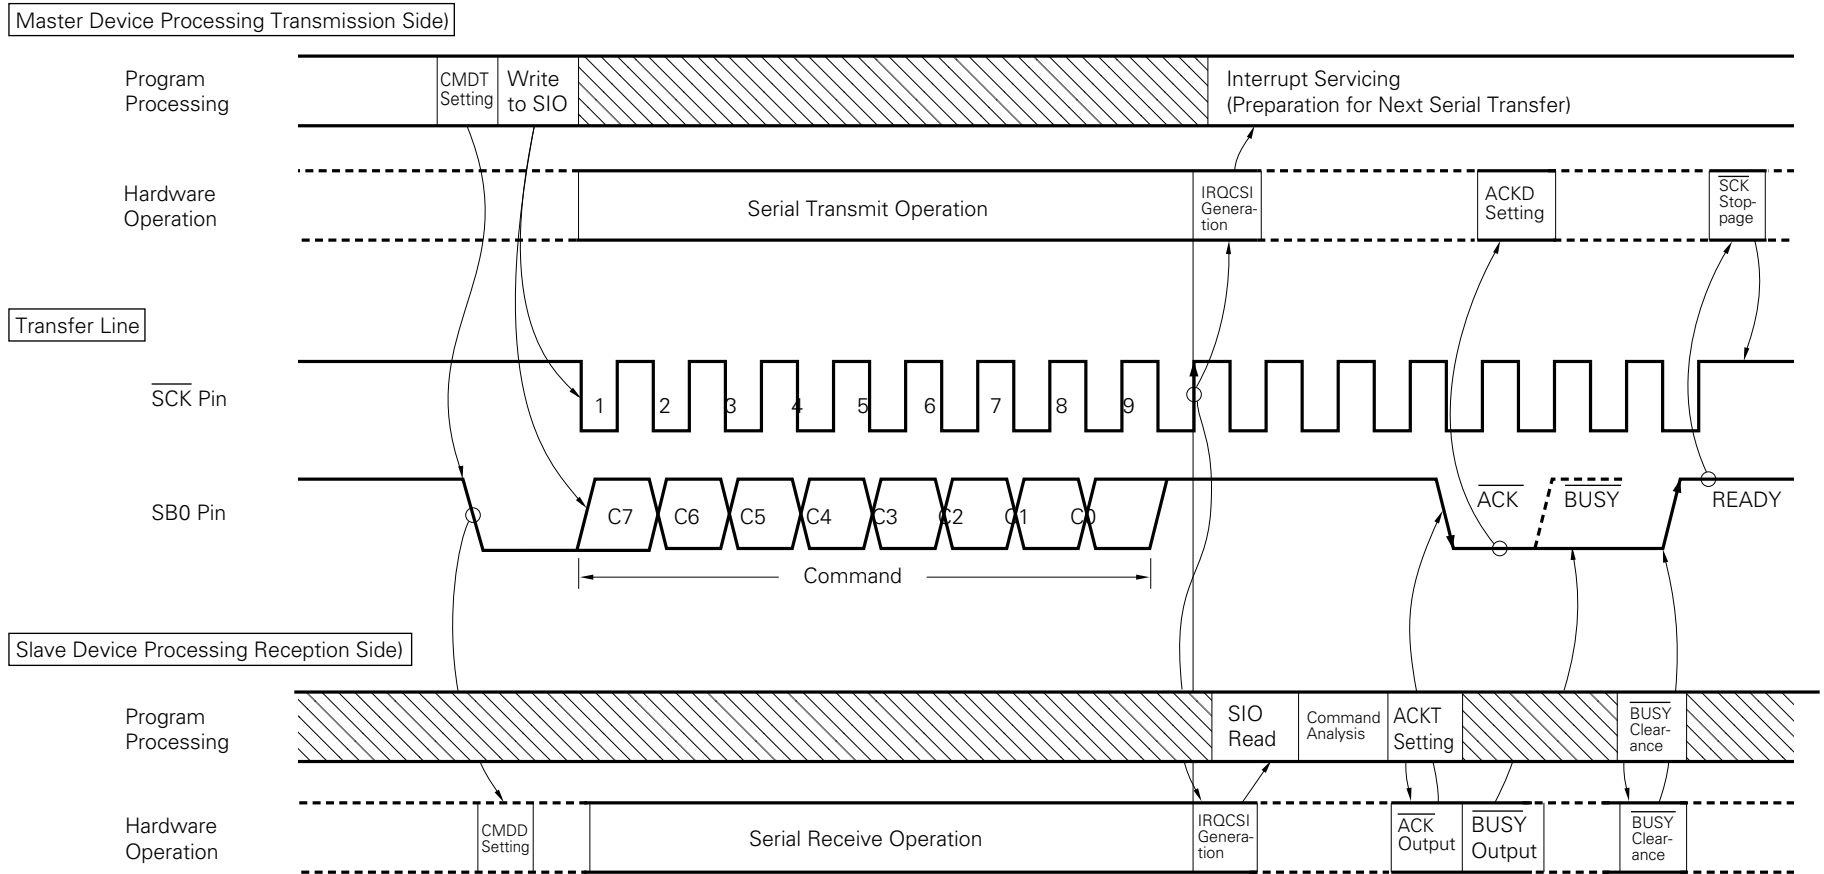 Master Device Processing Transmission Side)
Program
Processing
CMDT
Setting
Write
to SIO
Interrupt Servicing
(Preparation for Next Serial Transfer)
Hardware
Operation
Serial Transmit Operation
IRQCSI
Genera-
tion
ACKD
Setting
SCK
Stop-
page
Transfer Line
SCK Pin
1 2 3 4 5 6 7 8 9
SB0 Pin
C7 C6 C5 C4 C3 C2 C1 C0
ACK BUSY READY
Command
Slave Device Processing Reception Side)
Program
Processing
SIO
Read
Command
Analysis
ACKT
Setting
BUSY
Clear-
ance
Hardware
Operation
CMDD
Setting
Serial Receive Operation
IRQCSI
Genera-
tion
ACK
Output
BUSY
Output
BUSY
Clear-
ance